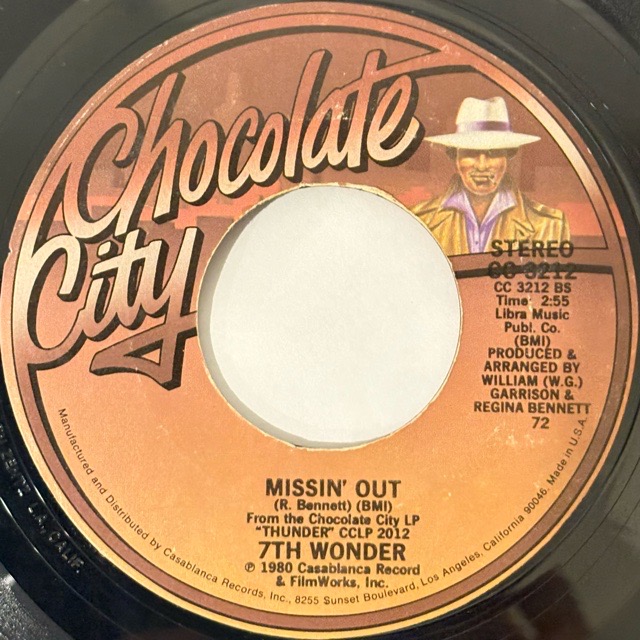 Chocolate
City
STEREO
CC 3212
CC 3212 BS
Time: 2:55
Libra Music
Publ. Co.
(BMI)
PRODUCED &
ARRANGED BY
WILLIAM (W.G.)
GARRISON &
REGINA BENNETT
72
MISSIN' OUT
(R. Bennett) (BMI)
From the Chocolate City LP
"THUNDER" CCLP 2012
7TH WONDER
℗ 1980 Casablanca Record
& FilmWorks, Inc.
Manufactured and Distributed by Casablanca Records, Inc., 8255 Sunset Boulevard, Los Angeles, California 90046. Made in U.S.A.